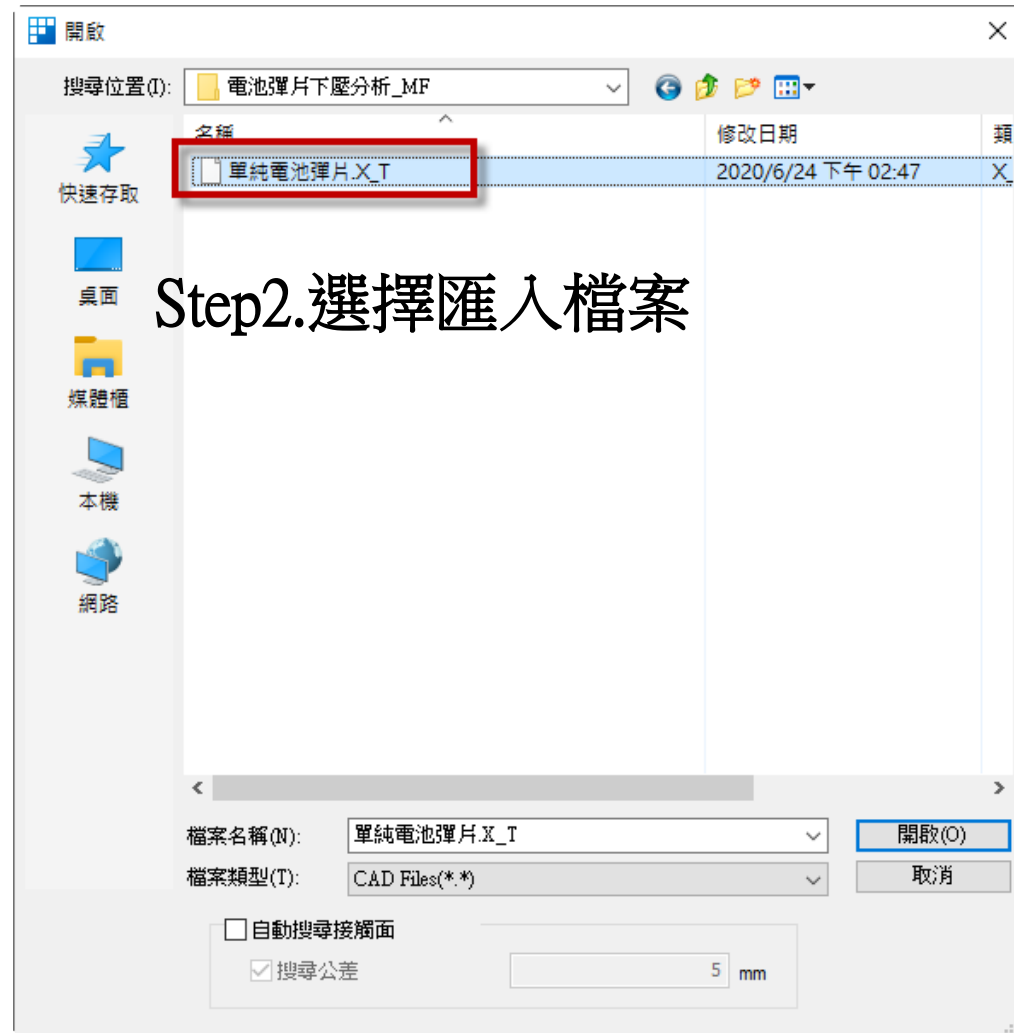 開啟
搜尋位置(I): 電池彈片下壓分析_MF
名稱 修改日期 類
單純電池彈片.X_T 2020/6/24 下午 02:47 X_
快速存取
桌面
Step2.選擇匯入檔案
媒體櫃
本機
網路
檔案名稱(N): 單純電池彈片.X_T 開啟(O)
檔案類型(T): CAD Files(*.*) 取消
自動搜尋接觸面
搜尋公差 5 mm